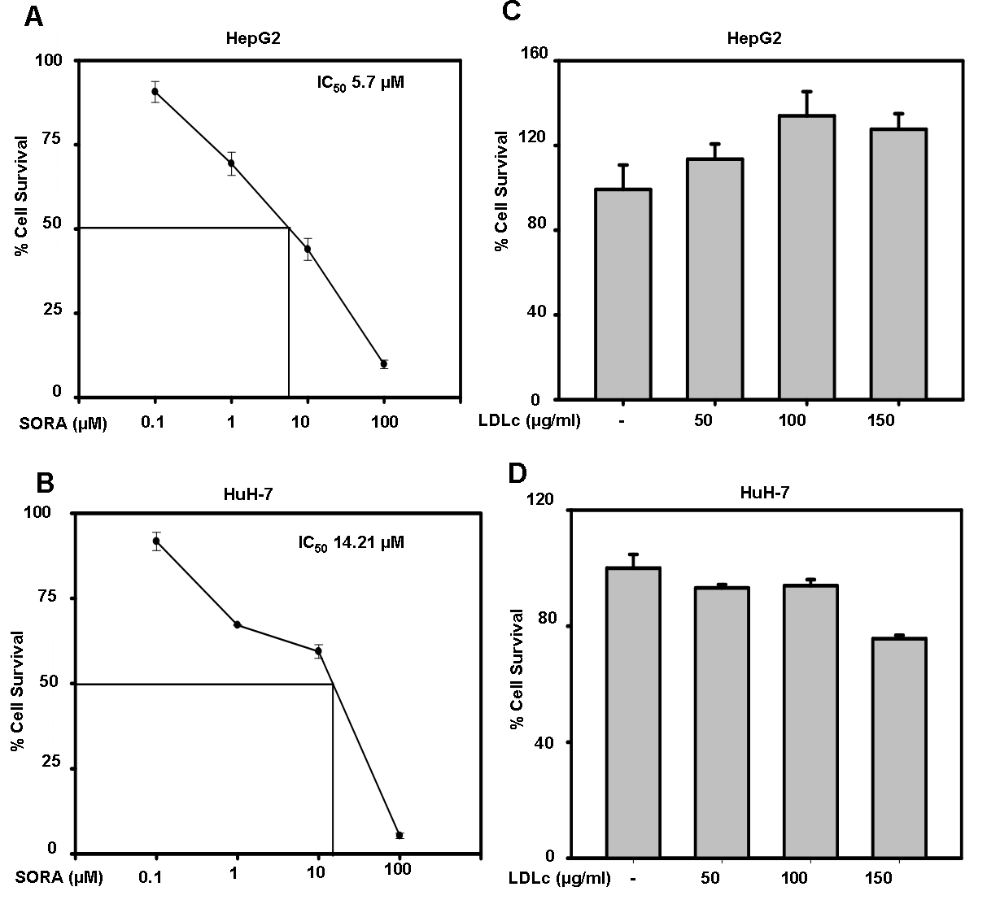 A
HepG2
IC50 5.7 µM
100
75
50
25
0
% Cell Survival
SORA (µM) 0.1 1 10 100
C
HepG2
160
120
80
40
0
% Cell Survival
LDLc (µg/ml) - 50 100 150
B
HuH-7
IC50 14.21 µM
100
75
50
25
0
% Cell Survival
SORA (µM) 0.1 1 10 100
D
HuH-7
120
80
40
0
% Cell Survival
LDLc (µg/ml) - 50 100 150